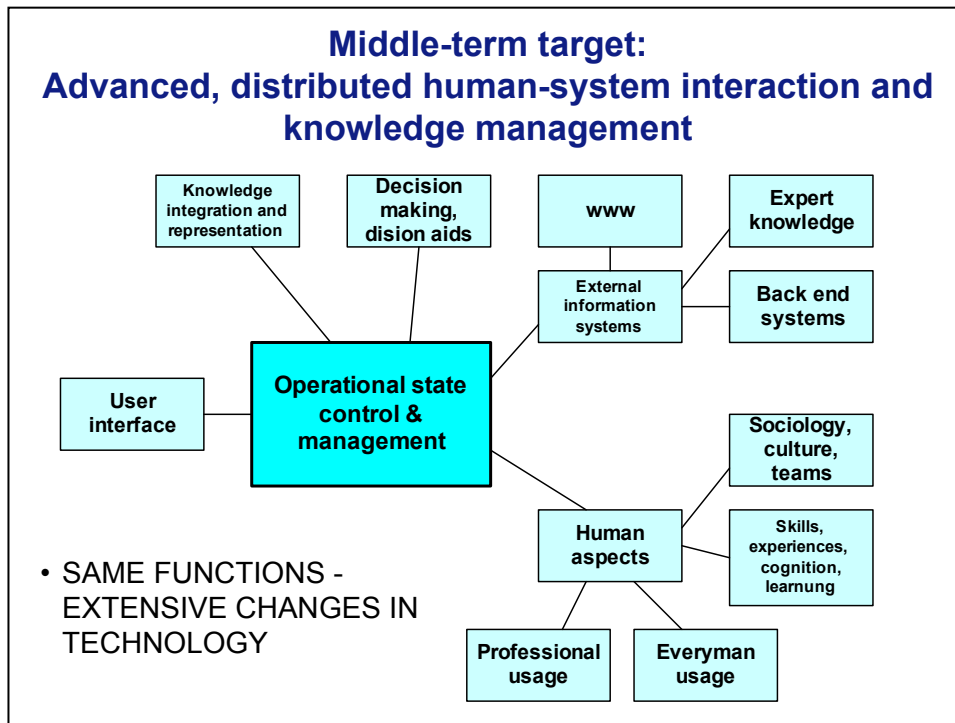 Middle-term target:
Advanced, distributed human-system interaction and
knowledge management
Knowledge
integration and
representation
Decision
making,
dision aids
www
Expert
knowledge
External
information
systems
Back end
systems
Operational state
control &
management
User
interface
Sociology,
culture,
teams
Human
aspects
Skills,
experiences,
cognition,
learnung
• SAME FUNCTIONS -
EXTENSIVE CHANGES IN
TECHNOLOGY
Professional
usage
Everyman
usage